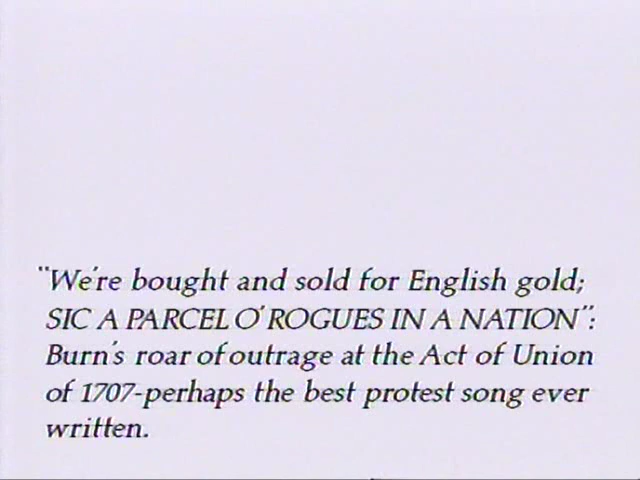 "We're bought and sold for English gold;
SIC A PARCEL O' ROGUES IN A NATION":
Burn's roar of outrage at the Act of Union
of 1707-perhaps the best protest song ever
written.